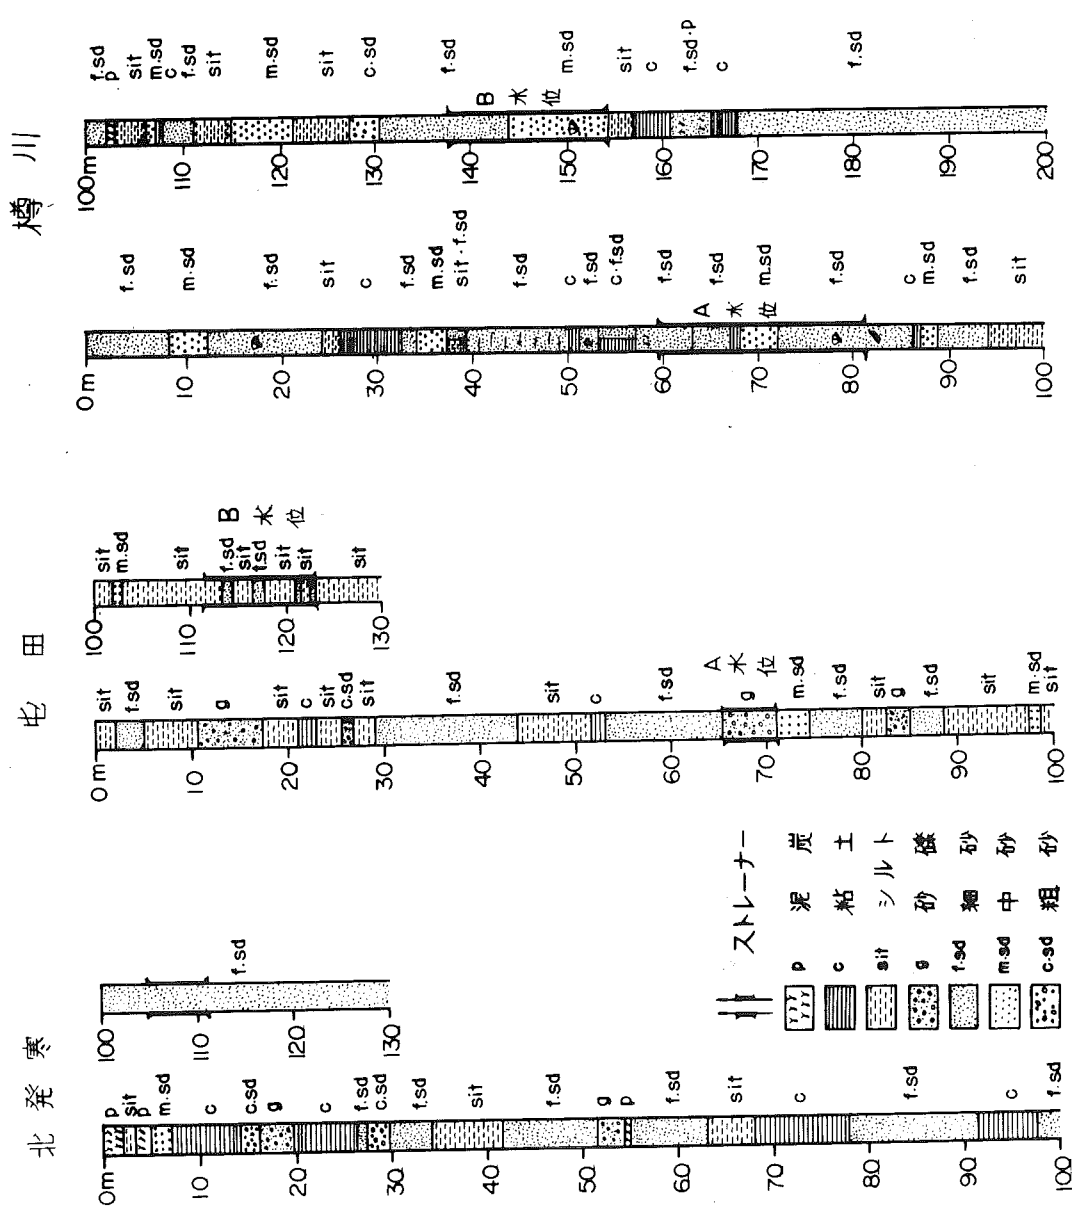 樽川
f.sd
p
sit
m.sd
c
f.sd
sit
m.sd
sit
c.sd
f.sd
m.sd
sit
c
f.sd・p
c
f.sd
B水位
100m
110
120
130
140
150
160
170
180
190
200
f.sd
m.sd
f.sd
sit
c
f.sd
m.sd
sit・f.sd
f.sd
c
f.sd
c・f.sd
f.sd
f.sd
m.sd
f.sd
c
m.sd
f.sd
sit
A水位
0m
10
20
30
40
50
60
70
80
90
100
屯田
sit
m.sd
sit
f.sd
sit
f.sd
sit
sit
sit
B水位
100
110
120
130
sit
f.sd
sit
g
sit
c
sit
c.sd
sit
f.sd
sit
c
f.sd
g
m.sd
f.sd
sit
g
f.sd
sit
m.sd
sit
A水位
0m
10
20
30
40
50
60
70
80
90
100
北発寒
f.sd
100
110
120
130
p
sit
p
m.sd
c
c.sd
g
c
f.sd
c.sd
f.sd
sit
f.sd
g
p
f.sd
sit
c
f.sd
c
f.sd
0m
10
20
30
40
50
60
70
80
90
100
ストレーナー
p 泥炭
c 粘土
sit シルト
g 砂礫
f.sd 細砂
m.sd 中砂
c.sd 粗砂